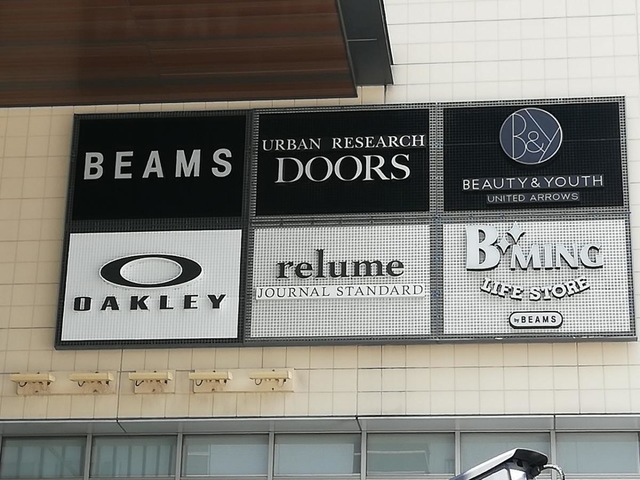 BEAMS
URBAN RESEARCH
DOORS
B&Y
BEAUTY&YOUTH
UNITED ARROWS
OAKLEY
relume
JOURNAL STANDARD
B:MING
LIFE STORE
by BEAMS